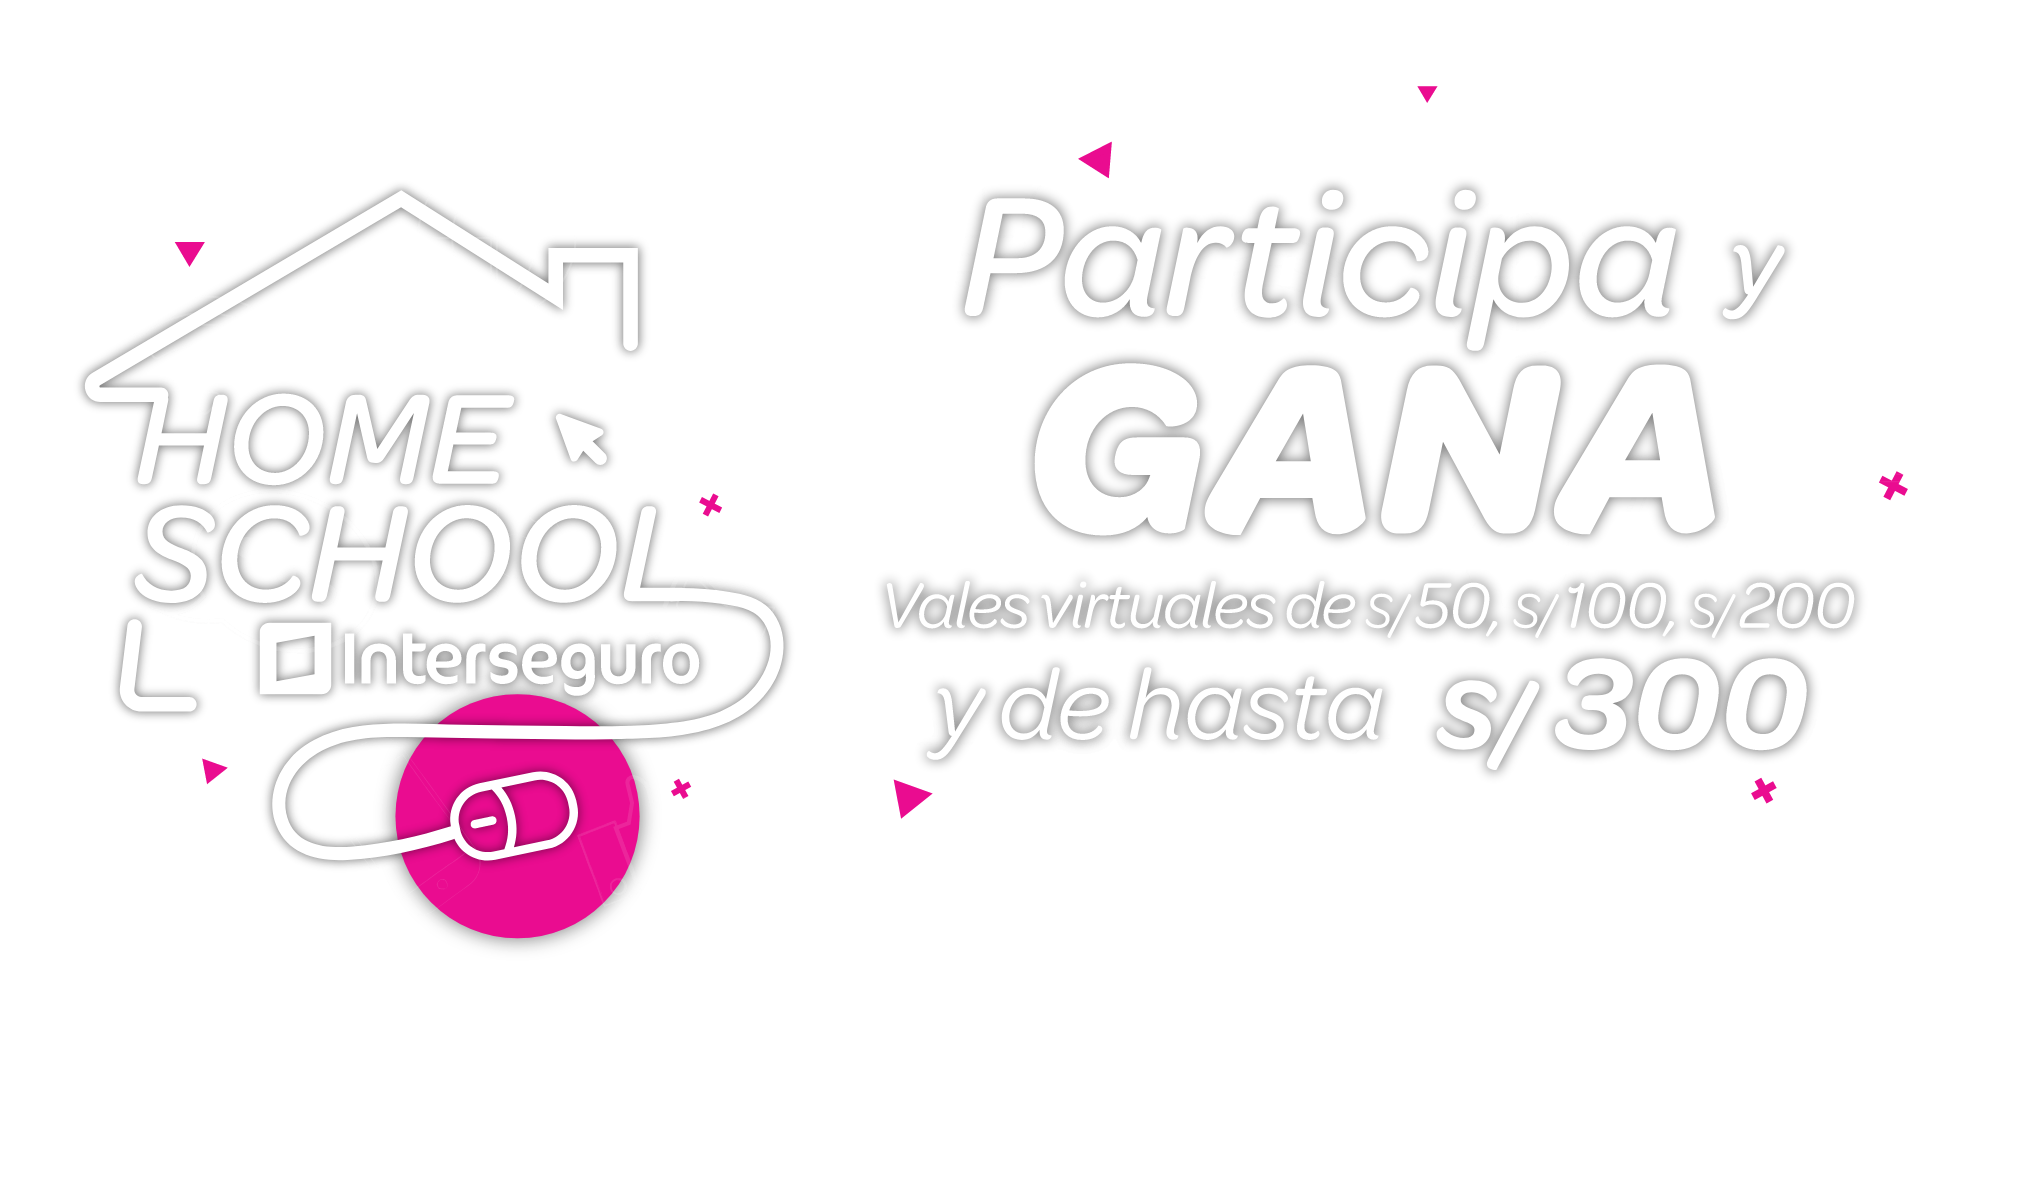 HOME
SCHOOL
Interseguro
Participa y
GANA
Vales virtuales de s/50, s/100, s/200
y de hasta s/300